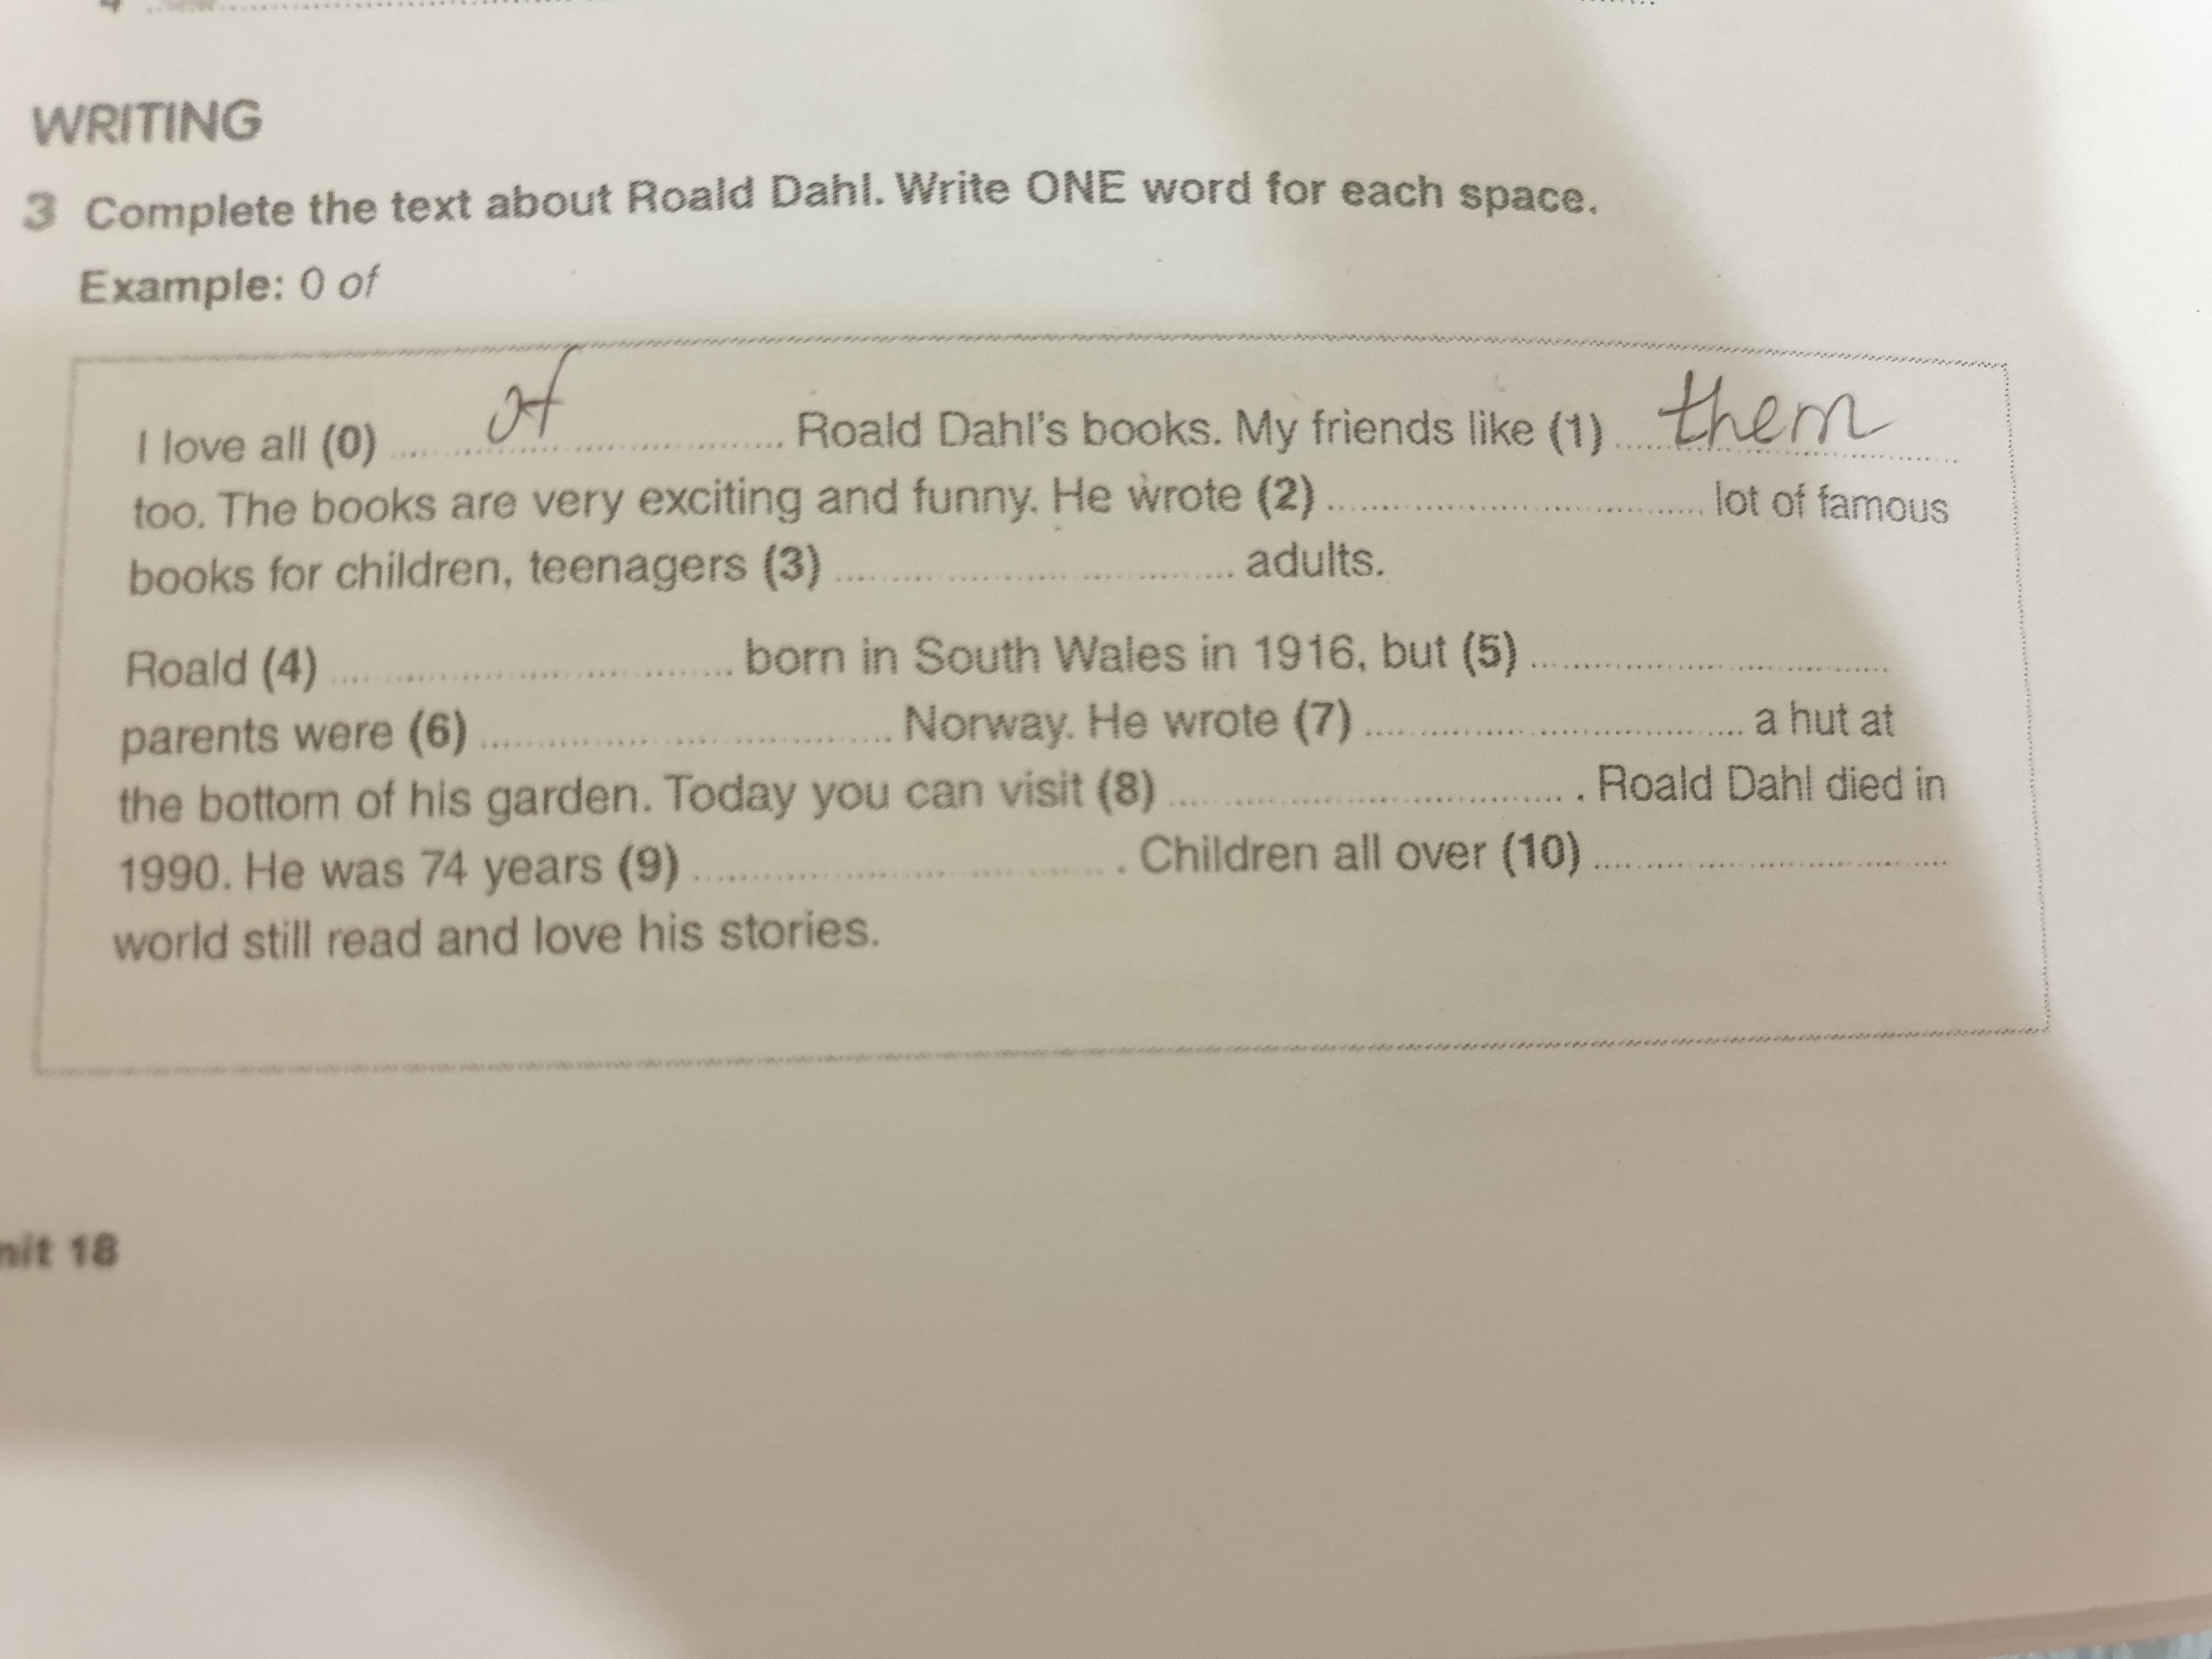 WRITING
3 Complete the text about Roald Dahl. Write ONE word for each space.
Example: 0 of
I love all (0) of Roald Dahl's books. My friends like (1) them
too. The books are very exciting and funny. He wrote (2) lot of famous
books for children, teenagers (3) adults.
Roald (4) born in South Wales in 1916, but (5)
parents were (6) Norway. He wrote (7) a hut at
the bottom of his garden. Today you can visit (8) . Roald Dahl died in
1990. He was 74 years (9) . Children all over (10)
world still read and love his stories.
nit 18